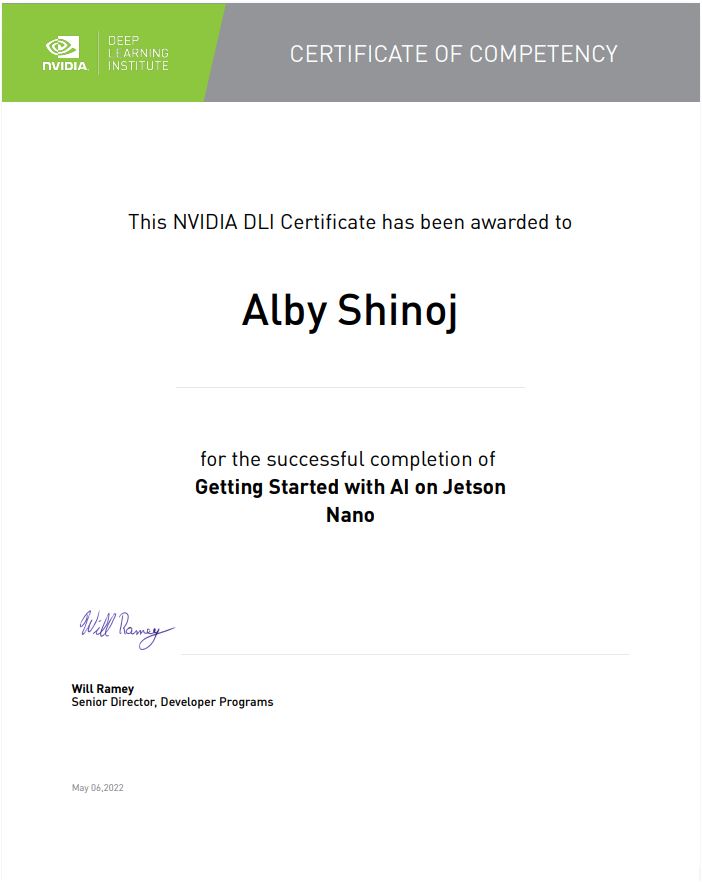 NVIDIA.
DEEP
LEARNING
INSTITUTE
CERTIFICATE OF COMPETENCY
This NVIDIA DLI Certificate has been awarded to
Alby Shinoj
for the successful completion of
Getting Started with AI on Jetson
Nano
Will Ramey
Will Ramey
Senior Director, Developer Programs
May 06,2022